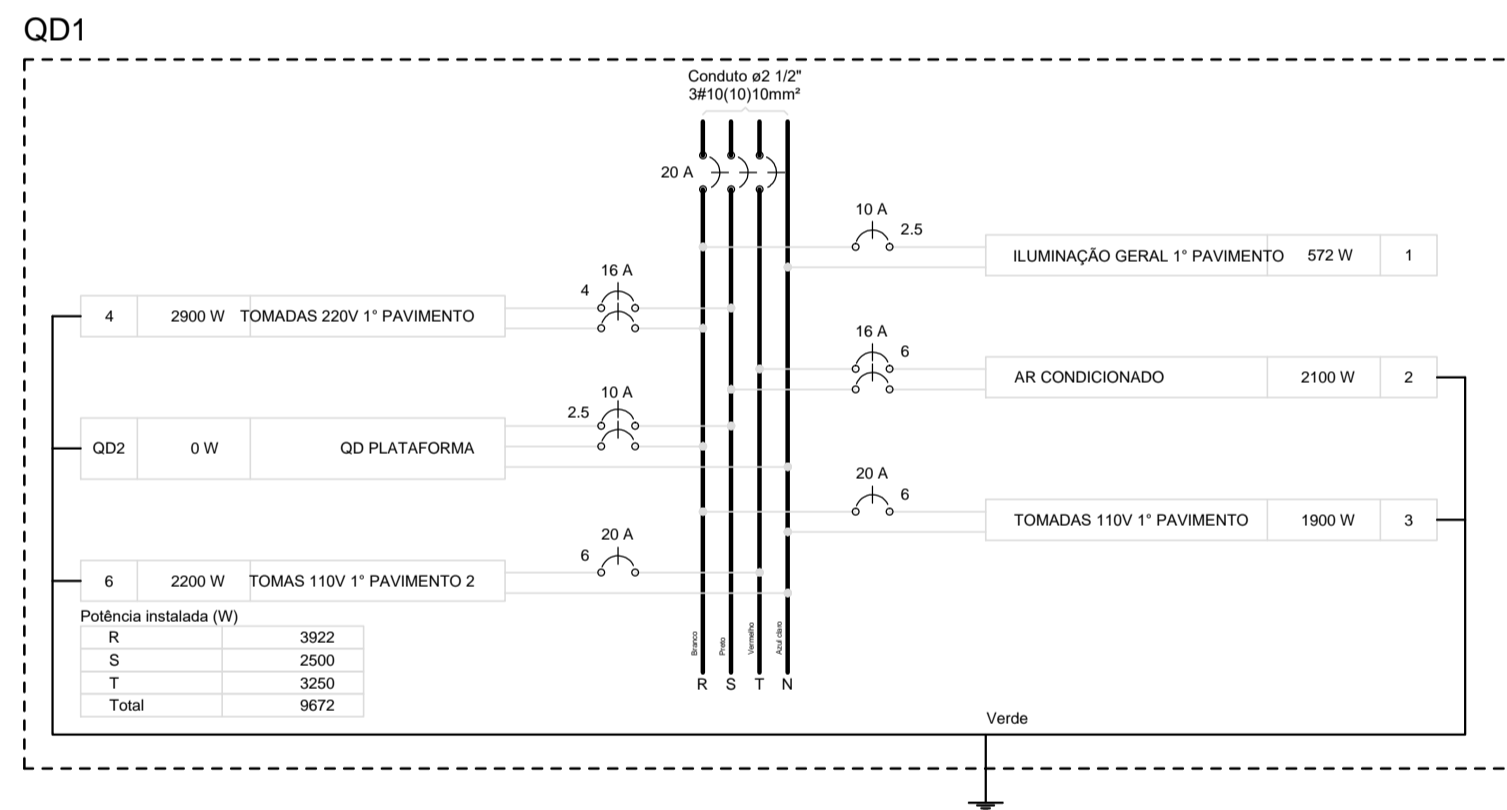 QD1
Conduto ø2 1/2"
3#10(10)10mm²
20 A
10 A
2.5
ILUMINAÇÃO GERAL 1° PAVIMENTO 572 W 1
16 A
4
4 2900 W TOMADAS 220V 1° PAVIMENTO
16 A
6
AR CONDICIONADO 2100 W 2
10 A
2.5
QD2 0 W QD PLATAFORMA
20 A
6
TOMADAS 110V 1° PAVIMENTO 1900 W 3
20 A
6
6 2200 W TOMAS 110V 1° PAVIMENTO 2
Potência instalada (W)
R 3922
S 2500
T 3250
Total 9672
Branco
Preto
Vermelho
Azul claro
R S T N
Verde